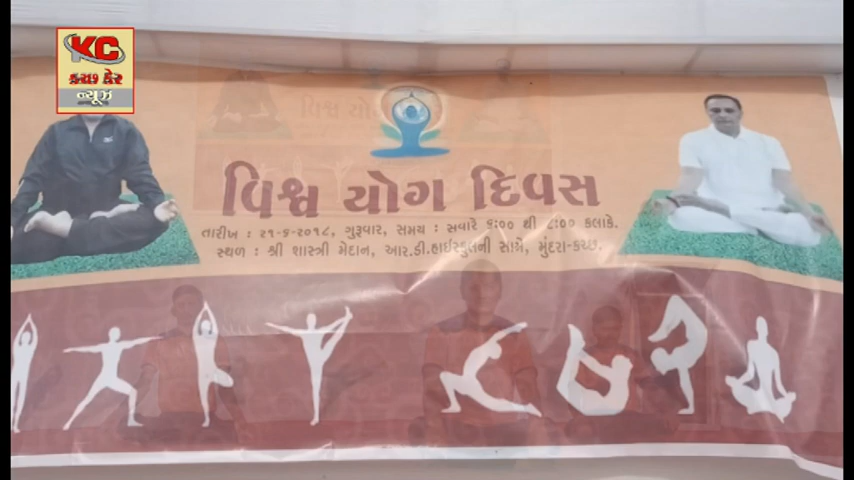 KC
કચ્છ કેર
ન્યૂઝ
વિશ્વ યોગ દિવસ
તારીખ : ૨૧-૬-૨૦૧૮, ગુરૂવાર, સમય : સવારે ૬:૦૦ થી ૮:૦૦ કલાકે.
સ્થળ : શ્રી શાસ્ત્રી મેદાન, આર.ડી.હાઈસ્કુલની સામે, મુંદરા-કચ્છ.